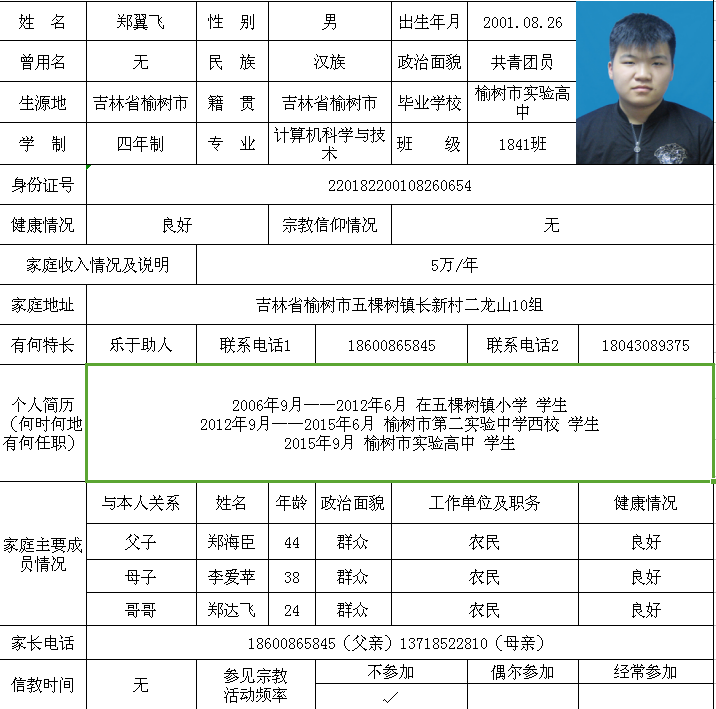 姓 名 郑翼飞 性 别 男 出生年月 2001.08.26
曾用名 无 民 族 汉族 政治面貌 共青团员
生源地 吉林省榆树市 籍 贯 吉林省榆树市 毕业学校 榆树市实验高中
学 制 四年制 专 业 计算机科学与技术 班 级 1841班
身份证号 220182200108260654
健康情况 良好 宗教信仰情况 无
家庭收入情况及说明 5万/年
家庭地址 吉林省榆树市五棵树镇长新村二龙山10组
有何特长 乐于助人 联系电话1 18600865845 联系电话2 18043089375
个人简历
（何时何地
有何任职）
2006年9月——2012年6月 在五棵树镇小学 学生
2012年9月——2015年6月 榆树市第二实验中学西校 学生
2015年9月 榆树市实验高中 学生
家庭主要成
员情况
与本人关系 姓名 年龄 政治面貌 工作单位及职务 健康情况
父子 郑海臣 44 群众 农民 良好
母子 李爱苹 38 群众 农民 良好
哥哥 郑达飞 24 群众 农民 良好
家长电话 18600865845（父亲）13718522810（母亲）
信教时间 无 参见宗教
活动频率
不参加 偶尔参加 经常参加
✓